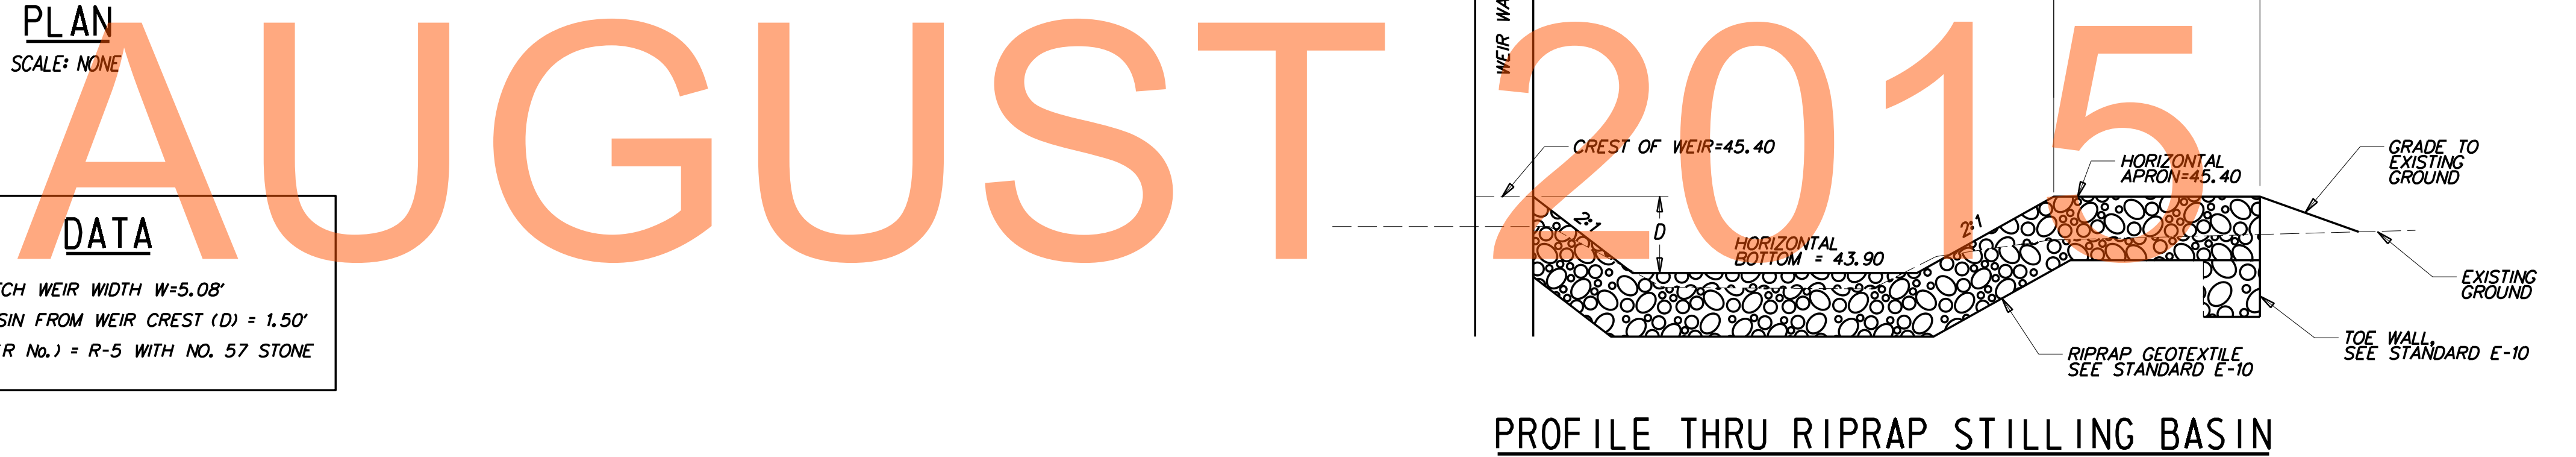 PLAN
SCALE: NONE
AUGUST 2015
DATA
WEIR WIDTH W=5.08'
FROM WEIR CREST (D) = 1.50'
No.) = R-5 WITH NO. 57 STONE
WEIR
CREST OF WEIR=45.40
2:1
D
HORIZONTAL
BOTTOM = 43.90
2:1
HORIZONTAL
APRON=45.40
GRADE TO
EXISTING
GROUND
EXISTING
GROUND
TOE WALL,
SEE STANDARD E-10
RIPRAP GEOTEXTILE
SEE STANDARD E-10
PROFILE THRU RIPRAP STILLING BASIN